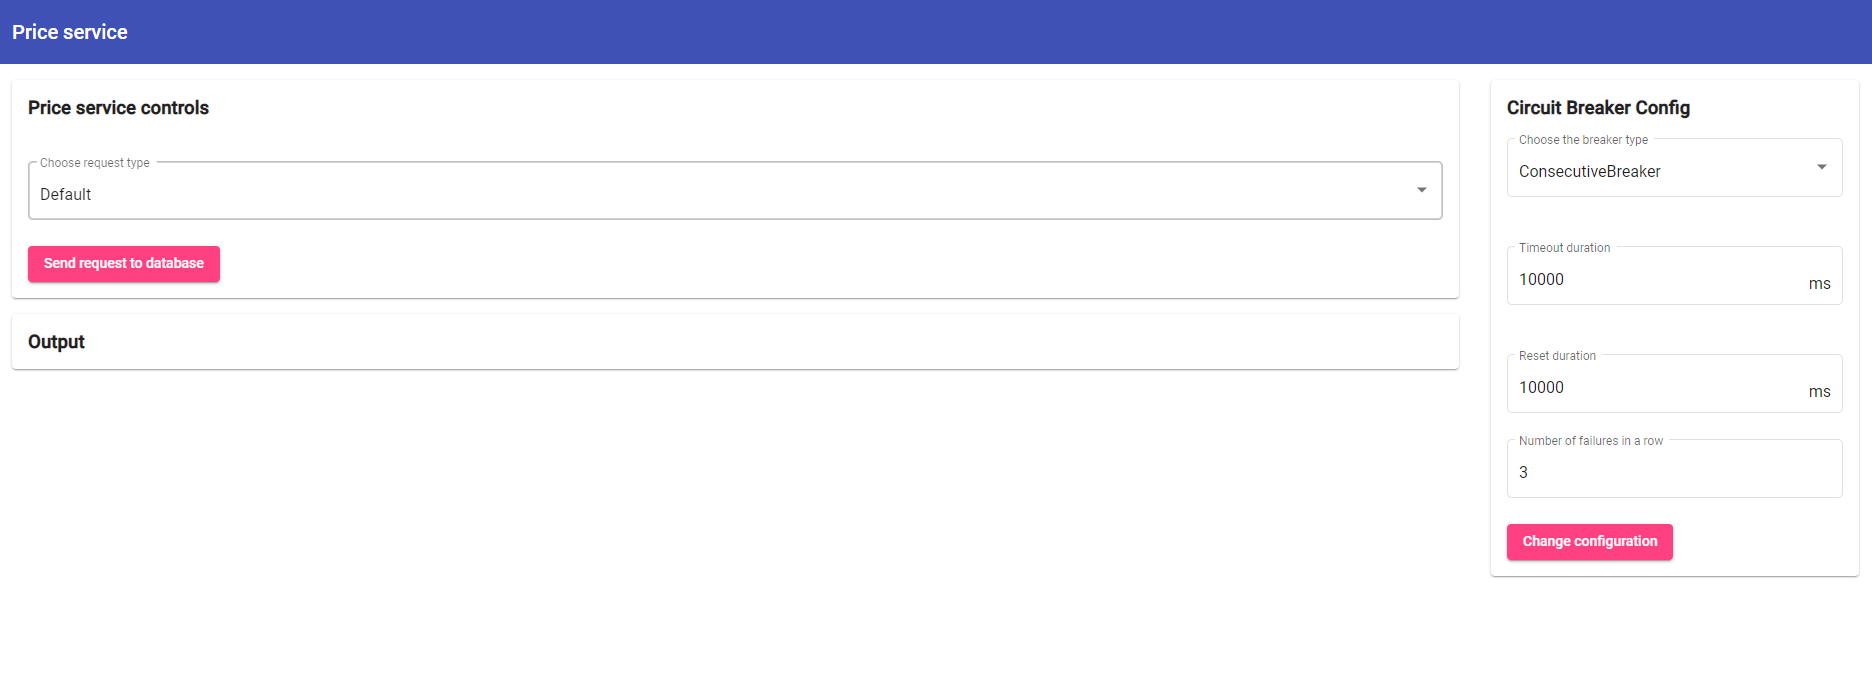 Price service
Price service controls
Choose request type
Default
Send request to database
Output
Circuit Breaker Config
Choose the breaker type
ConsecutiveBreaker
Timeout duration
10000 ms
Reset duration
10000 ms
Number of failures in a row
3
Change configuration